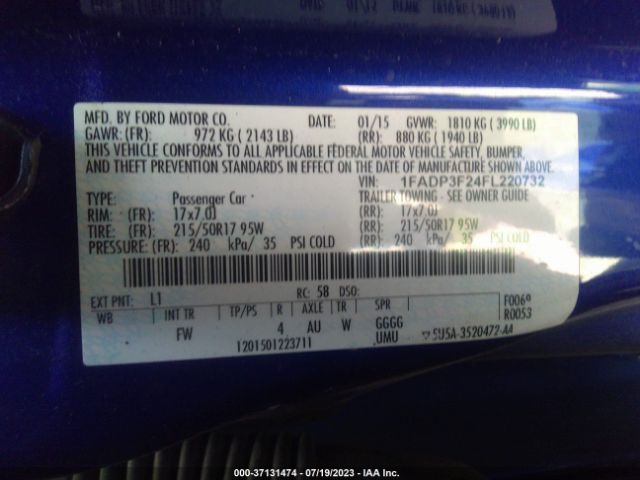 MFD. BY FORD MOTOR CO. DATE: 01/15 GVWR: 1810 KG ( 3990 LB)
GAWR: (FR): 972 KG ( 2143 LB) (RR): 880 KG ( 1940 LB)
THIS VEHICLE CONFORMS TO ALL APPLICABLE FEDERAL MOTOR VEHICLE SAFETY, BUMPER,
AND THEFT PREVENTION STANDARDS IN EFFECT ON THE DATE OF MANUFACTURE SHOWN ABOVE.
VIN: 1FADP3F24FL220732
TYPE: Passenger Car TRAILER TOWING - SEE OWNER GUIDE
RIM: (FR): 17x7.0J (RR): 17x7.0J
TIRE: (FR): 215/50R17 95W (RR): 215/50R17 95W
PRESSURE: (FR): 240 kPa/ 35 PSI COLD (RR): 240 kPa/ 35 PSI COLD
EXT PNT: L1 RC: 58 DSO: F0069
WB INT TR TP/PS R AXLE TR SPR R0053
FW 4 AU W GGGG
1201501223711 UMU 5U5A-3520472-AA
000-37131474 - 07/19/2023 - IAA Inc.